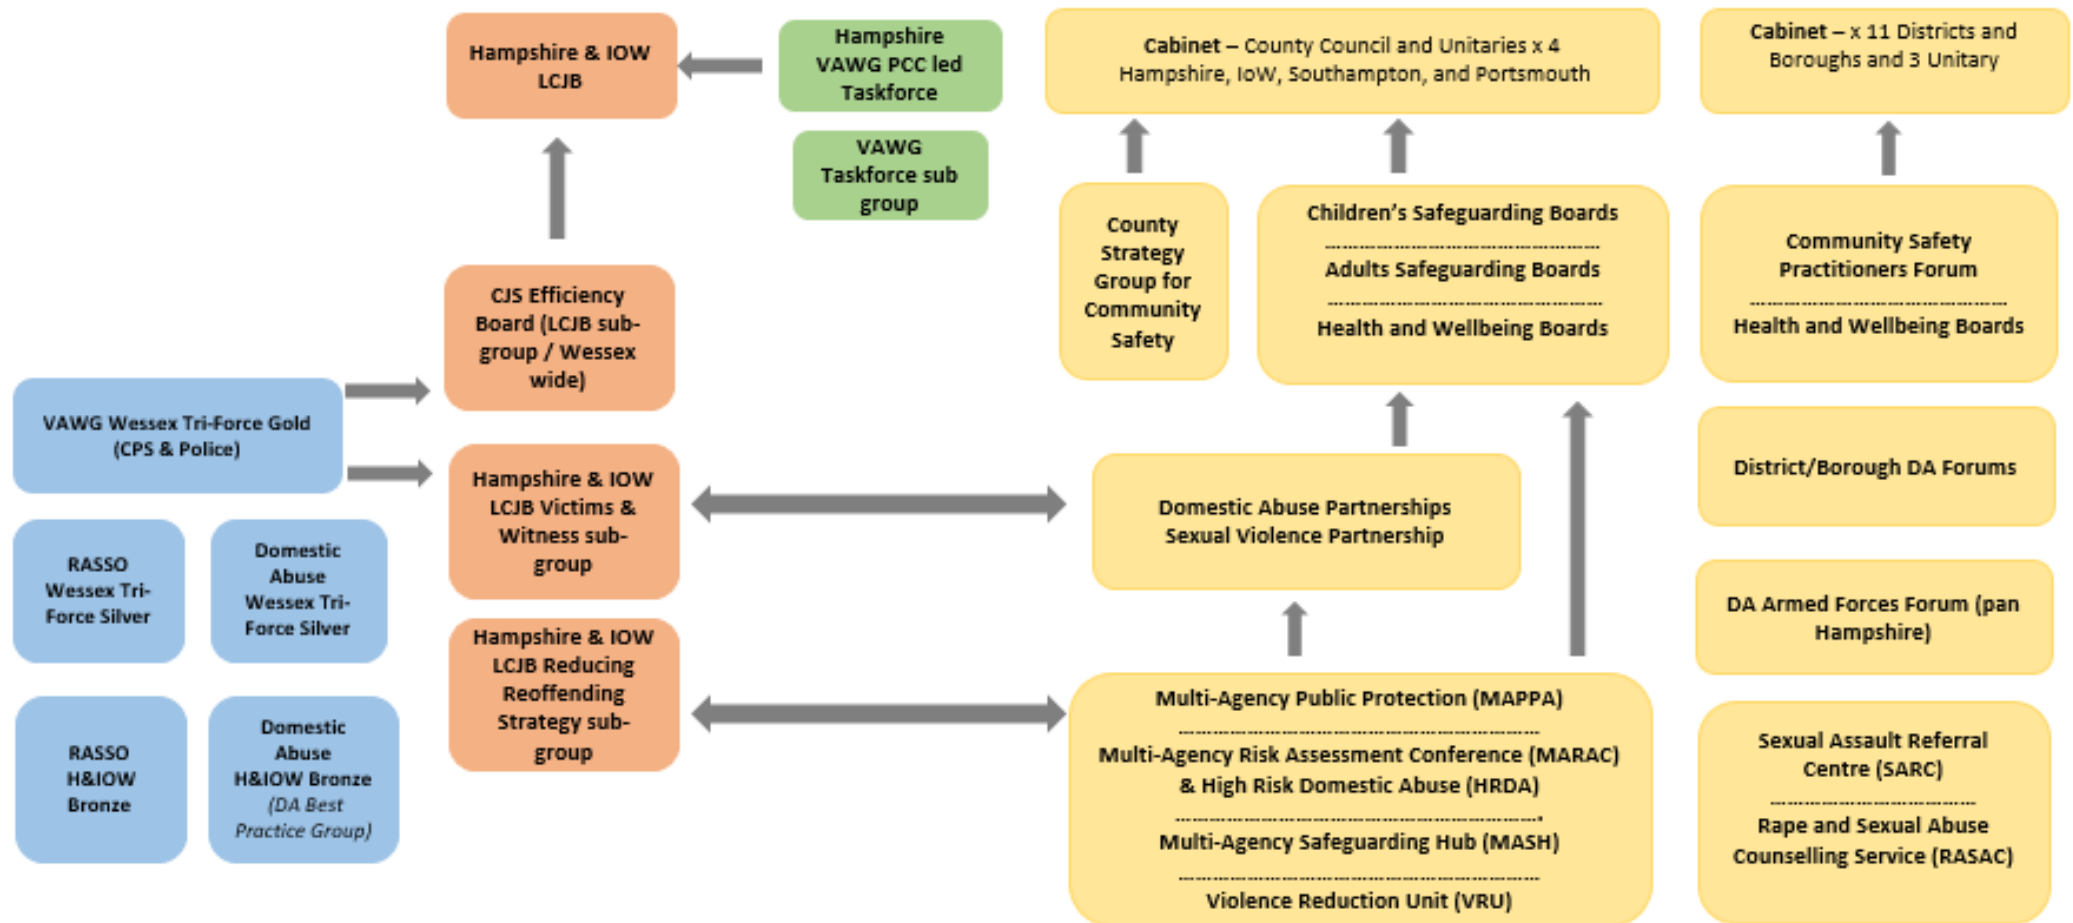 Hampshire & IOW
LCJB
Hampshire
VAWG PCC led
Taskforce
VAWG
Taskforce sub
group
Cabinet – County Council and Unitaries x 4
Hampshire, IoW, Southampton, and Portsmouth
Cabinet – x 11 Districts and
Boroughs and 3 Unitary
County
Strategy
Group for
Community
Safety
Children's Safeguarding Boards
Adults Safeguarding Boards
Health and Wellbeing Boards
Community Safety
Practitioners Forum
Health and Wellbeing Boards
CJS Efficiency
Board (LCJB sub-
group / Wessex
wide)
VAWG Wessex Tri-Force Gold
(CPS & Police)
Hampshire & IOW
LCJB Victims &
Witness sub-
group
Domestic Abuse Partnerships
Sexual Violence Partnership
District/Borough DA Forums
RASSO
Wessex Tri-
Force Silver
Domestic
Abuse
Wessex Tri-
Force Silver
Hampshire & IOW
LCJB Reducing
Reoffending
Strategy sub-
group
DA Armed Forces Forum (pan
Hampshire)
RASSO
H&IOW
Bronze
Domestic
Abuse
H&IOW Bronze
(DA Best
Practice Group)
Multi-Agency Public Protection (MAPPA)
Multi-Agency Risk Assessment Conference (MARAC)
& High Risk Domestic Abuse (HRDA)
Multi-Agency Safeguarding Hub (MASH)
Violence Reduction Unit (VRU)
Sexual Assault Referral
Centre (SARC)
Rape and Sexual Abuse
Counselling Service (RASAC)